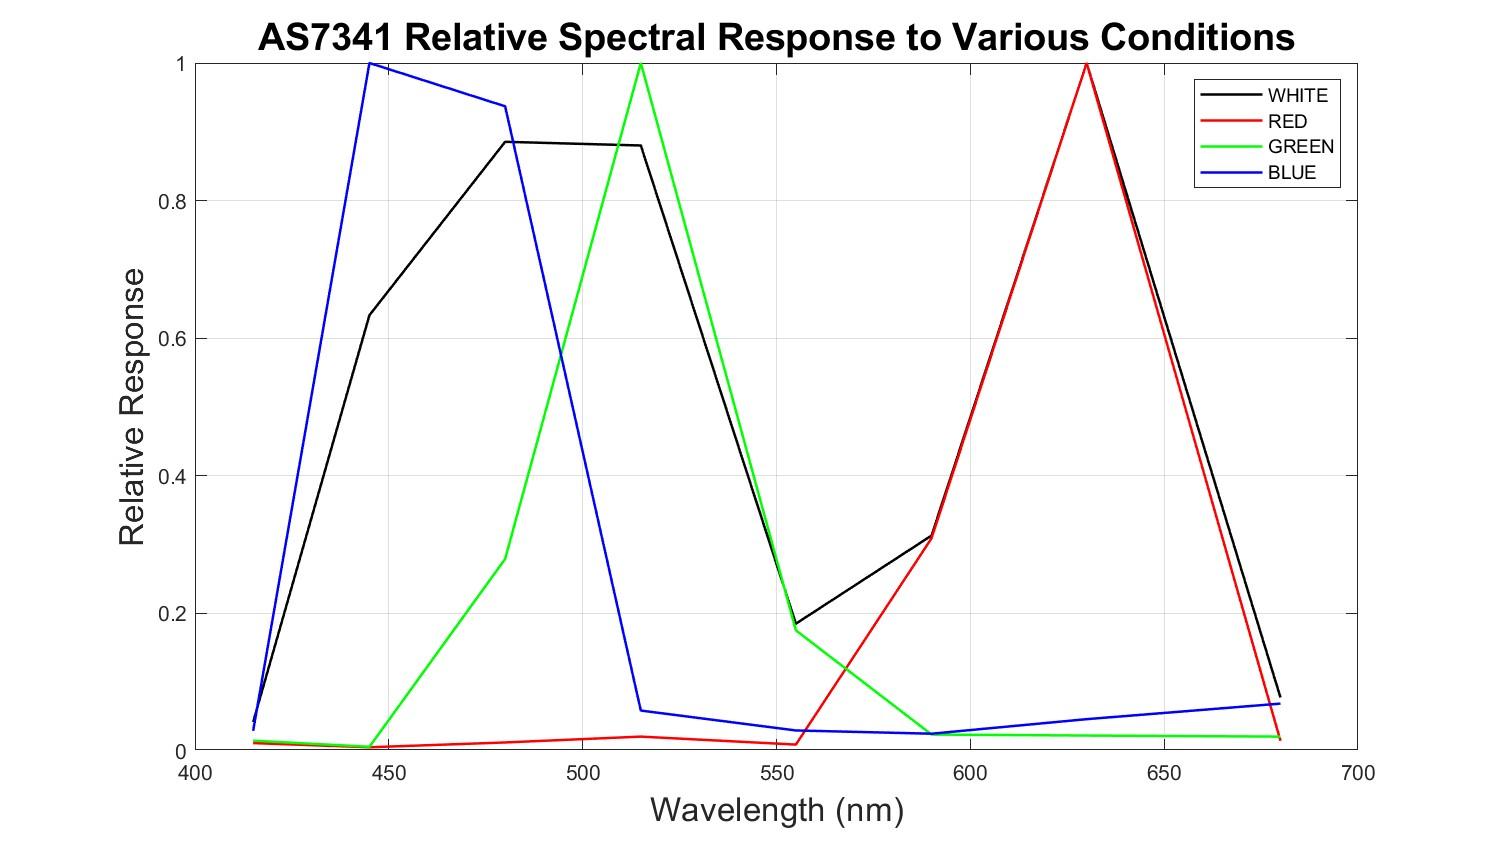 AS7341 Relative Spectral Response to Various Conditions
WHITE
RED
GREEN
BLUE
Relative Response
1
0.8
0.6
0.4
0.2
0
400 450 500 550 600 650 700
Wavelength (nm)